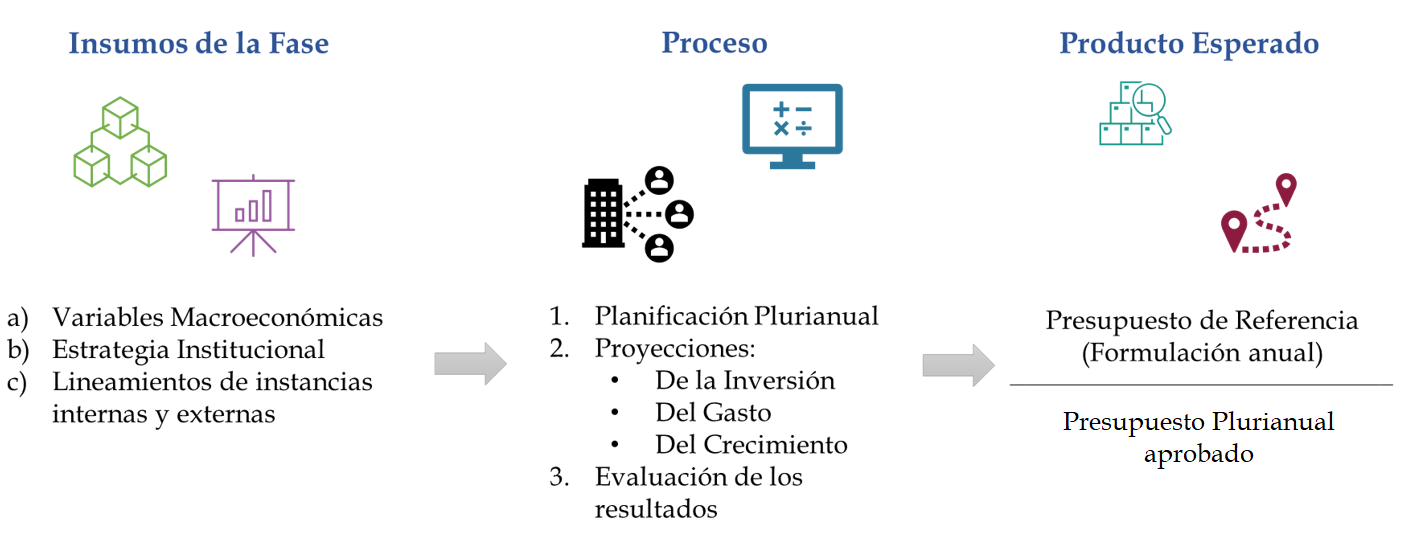 Insumos de la Fase
a) Variables Macroeconómicas
b) Estrategia Institucional
c) Lineamientos de instancias
internas y externas
Proceso
1. Planificación Plurianual
2. Proyecciones:
• De la Inversión
• Del Gasto
• Del Crecimiento
3. Evaluación de los
resultados
Producto Esperado
Presupuesto de Referencia
(Formulación anual)
Presupuesto Plurianual
aprobado